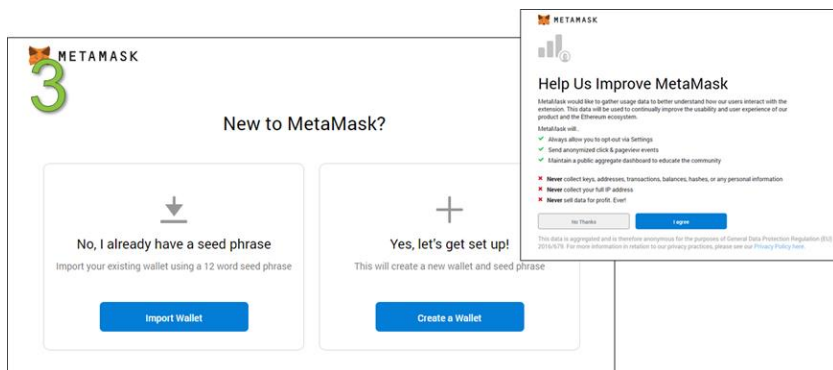 METAMASK
3
New to MetaMask?
No, I already have a seed phrase
Import your existing wallet using a 12 word seed phrase
Import Wallet
Yes, let's get set up!
This will create a new wallet and seed phrase
Create a Wallet
METAMASK
Help Us Improve MetaMask
MetaMask would like to gather usage data to better understand how our users interact with the
extension. This data will be used to continually improve the usability and user experience of our
product and the Ethereum ecosystem.
MetaMask will..
Always allow you to opt-out via Settings
Send anonymized click & pageview events
Maintain a public aggregate dashboard to educate the community
Never collect keys, addresses, transactions, balances, hashes, or any personal information
Never collect your full IP address
Never sell data for profit. Ever!
No Thanks
I agree
This data is aggregated and is therefore anonymous for the purposes of General Data Protection Regulation (EU)
2016/679. For more information in relation to our privacy practices, please see our Privacy Policy here.